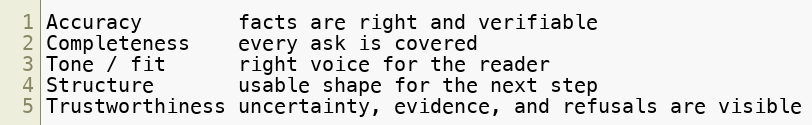 1 Accuracy        facts are right and verifiable
2 Completeness    every ask is covered
3 Tone / fit      right voice for the reader
4 Structure       usable shape for the next step
5 Trustworthiness uncertainty, evidence, and refusals are visible